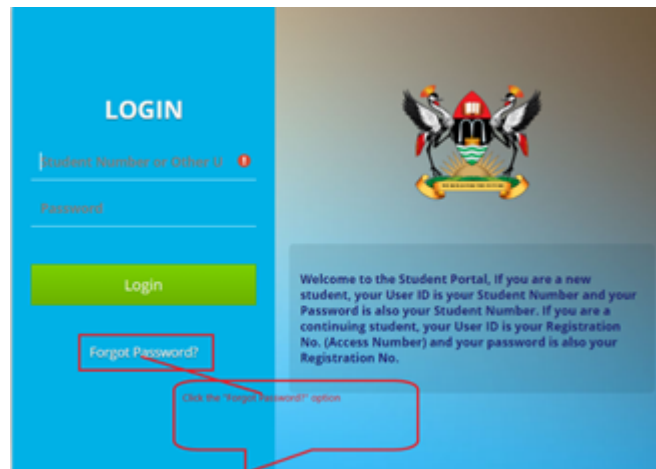 LOGIN
Student Number or Other U
Password
Login
Forgot Password?
Click the "Forgot Password?" option
Welcome to the Student Portal, If you are a new
student, your User ID is your Student Number and your
Password is also your Student Number. If you are a
continuing student, your User ID is your Registration
No. (Access Number) and your password is also your
Registration No.